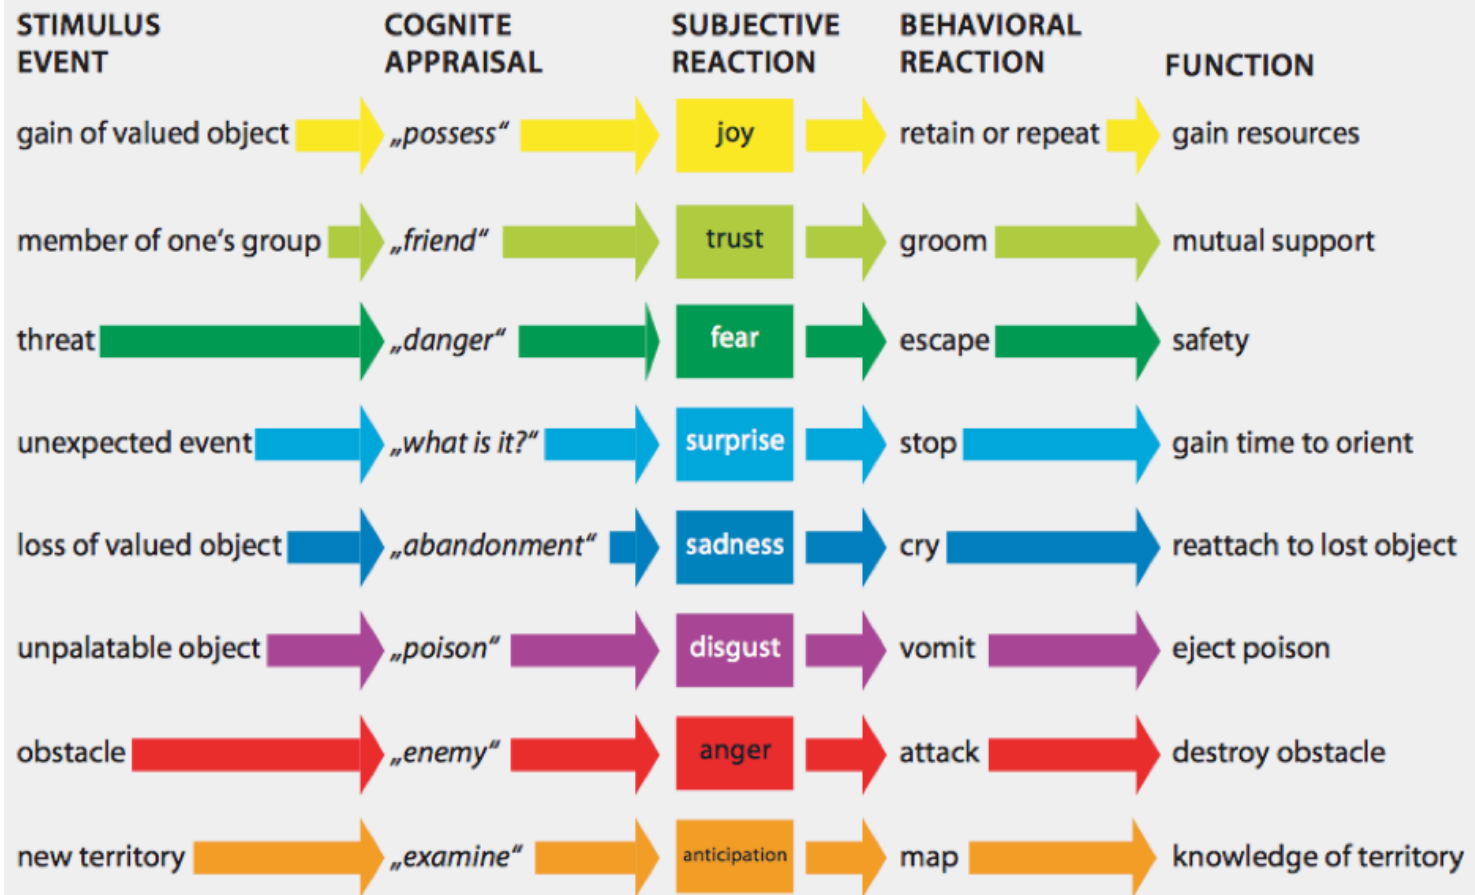 STIMULUS EVENT
COGNITE APPRAISAL
SUBJECTIVE REACTION
BEHAVIORAL REACTION
FUNCTION
gain of valued object „possess“ joy retain or repeat gain resources
member of one‘s group „friend“ trust groom mutual support
threat „danger“ fear escape safety
unexpected event „what is it?“ surprise stop gain time to orient
loss of valued object „abandonment“ sadness cry reattach to lost object
unpalatable object „poison“ disgust vomit eject poison
obstacle „enemy“ anger attack destroy obstacle
new territory „examine“ anticipation map knowledge of territory